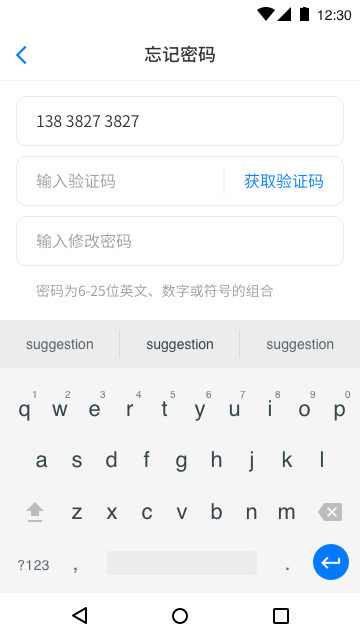 12:30
忘记密码
138 3827 3827
输入验证码 获取验证码
输入修改密码
密码为6-25位英文、数字或符号的组合
suggestion suggestion suggestion
1 2 3 4 5 6 7 8 9 0
q w e r t y u i o p
a s d f g h j k l
z x c v b n m
?123 , .